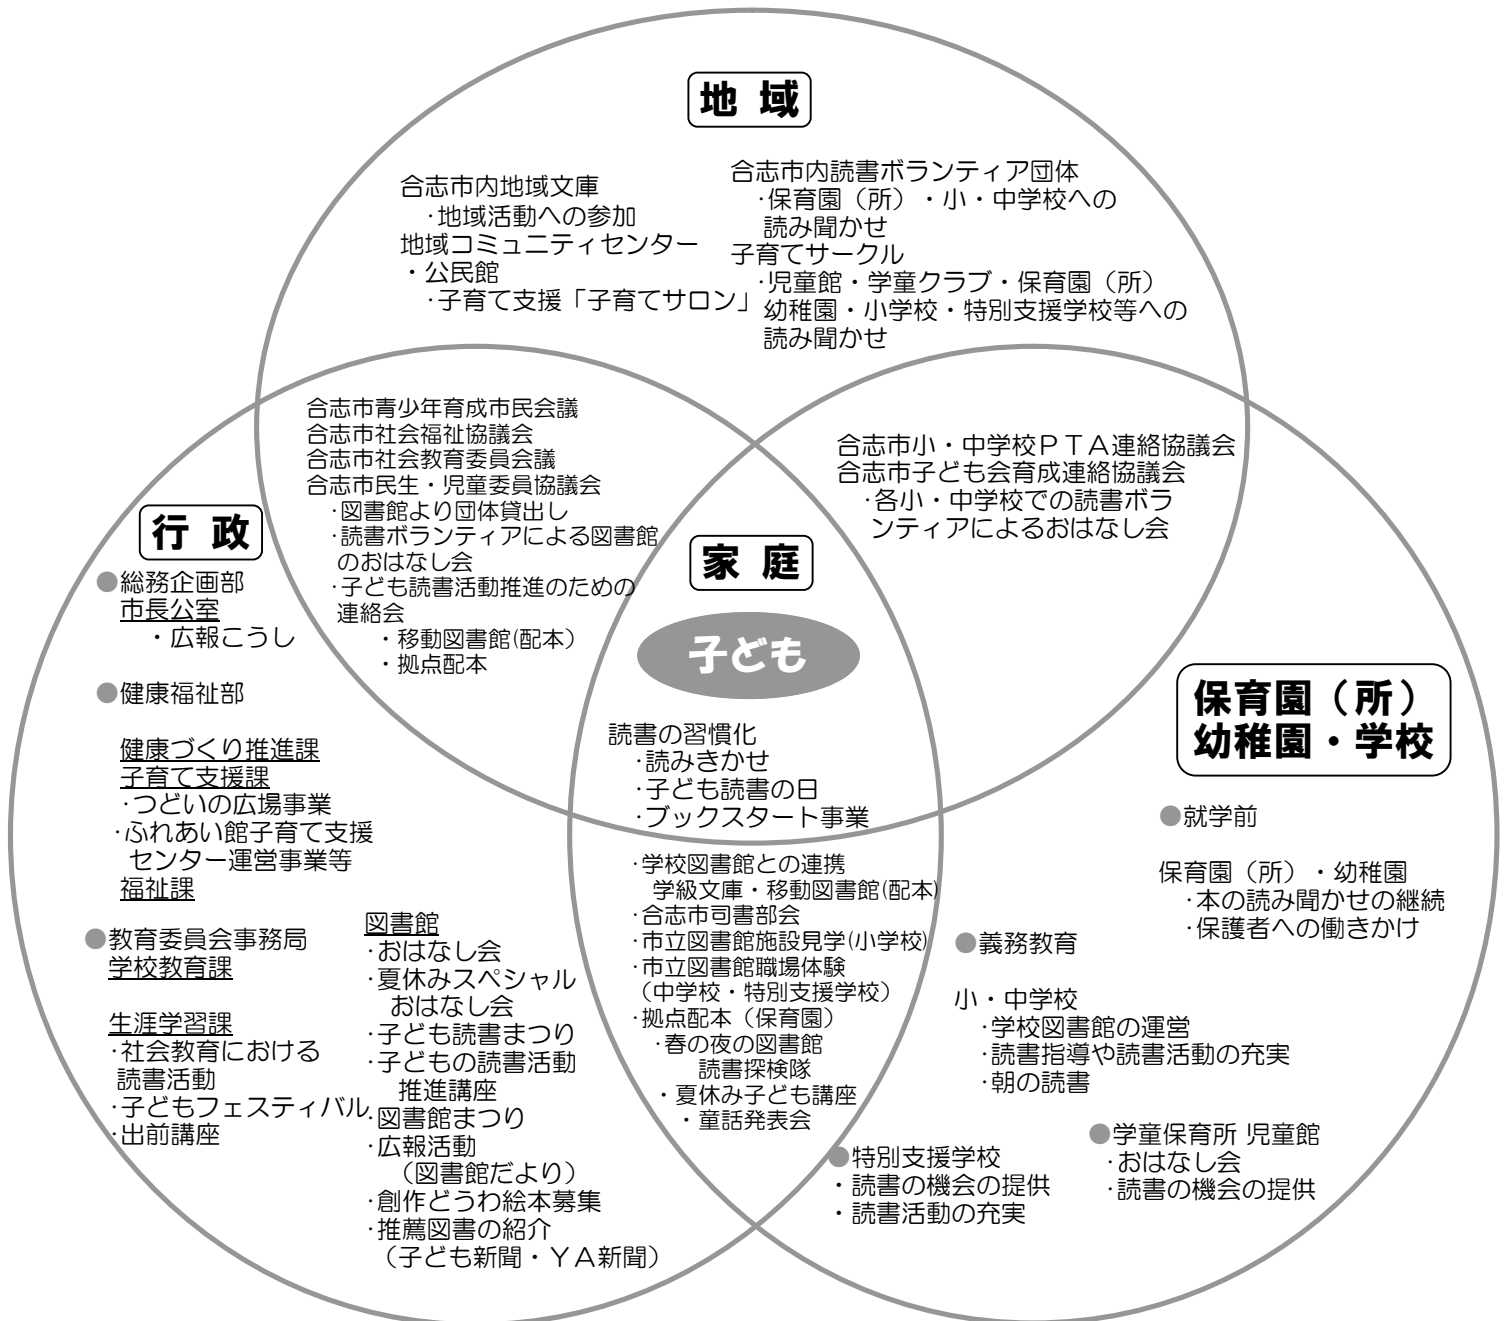 地 域
合志市内地域文庫
・地域活動への参加
地域コミュニティセンター
・公民館
・子育て支援「子育てサロン」
合志市内読書ボランティア団体
・保育園（所）・小・中学校への
読み聞かせ
子育てサークル
・児童館・学童クラブ・保育園（所）
幼稚園・小学校・特別支援学校等への
読み聞かせ
合志市青少年育成市民会議
合志市社会福祉協議会
合志市社会教育委員会議
合志市民生・児童委員協議会
・図書館より団体貸出し
・読書ボランティアによる図書館
のおはなし会
・子ども読書活動推進のための
連絡会
・移動図書館(配本）
・拠点配本
合志市小・中学校ＰＴＡ連絡協議会
合志市子ども会育成連絡協議会
・各小・中学校での読書ボラ
ンティアによるおはなし会
行 政
●総務企画部
市長公室
・広報こうし
●健康福祉部
健康づくり推進課
子育て支援課
・つどいの広場事業
・ふれあい館子育て支援
センター運営事業等
福祉課
●教育委員会事務局
学校教育課
生涯学習課
・社会教育における
読書活動
・子どもフェスティバル
・出前講座
図書館
・おはなし会
・夏休みスペシャル
おはなし会
・子ども読書まつり
・子どもの読書活動
推進講座
・図書館まつり
・広報活動
（図書館だより）
・創作どうわ絵本募集
・推薦図書の紹介
（子ども新聞・ＹＡ新聞）
家 庭
子ども
読書の習慣化
・読みきかせ
・子ども読書の日
・ブックスタート事業
・学校図書館との連携
学級文庫・移動図書館(配本)
・合志市司書部会
・市立図書館施設見学(小学校)
・市立図書館職場体験
（中学校・特別支援学校）
・拠点配本（保育園）
・春の夜の図書館
読書探検隊
・夏休み子ども講座
・童話発表会
保育園（所）
幼稚園・学校
●就学前
保育園（所）・幼稚園
・本の読み聞かせの継続
・保護者への働きかけ
●義務教育
小・中学校
・学校図書館の運営
・読書指導や読書活動の充実
・朝の読書
●学童保育所 児童館
・おはなし会
・読書の機会の提供
●特別支援学校
・読書の機会の提供
・読書活動の充実